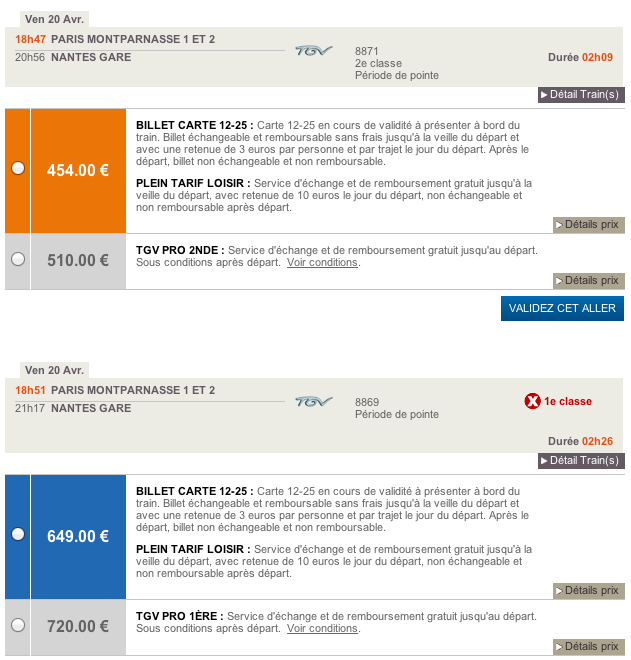 Ven 20 Avr.
18h47 PARIS MONTPARNASSE 1 ET 2
20h56 NANTES GARE
TGV
8871
2e classe
Période de pointe
Durée 02h09
Détail Train(s)
454.00 €
BILLET CARTE 12-25 : Carte 12-25 en cours de validité à présenter à bord du
train. Billet échangeable et remboursable sans frais jusqu'à la veille du départ et
avec une retenue de 3 euros par personne et par trajet le jour du départ. Après le
départ, billet non échangeable et non remboursable.
PLEIN TARIF LOISIR : Service d'échange et de remboursement gratuit jusqu'à la
veille du départ, avec retenue de 10 euros le jour du départ, non échangeable et
non remboursable après départ.
Détails prix
510.00 €
TGV PRO 2NDE : Service d'échange et de remboursement gratuit jusqu'au départ.
Sous conditions après départ. Voir conditions.
Détails prix
VALIDEZ CET ALLER
Ven 20 Avr.
18h51 PARIS MONTPARNASSE 1 ET 2
21h17 NANTES GARE
TGV
8869
Période de pointe
1e classe
Durée 02h26
Détail Train(s)
649.00 €
BILLET CARTE 12-25 : Carte 12-25 en cours de validité à présenter à bord du
train. Billet échangeable et remboursable sans frais jusqu'à la veille du départ et
avec une retenue de 3 euros par personne et par trajet le jour du départ. Après le
départ, billet non échangeable et non remboursable.
PLEIN TARIF LOISIR : Service d'échange et de remboursement gratuit jusqu'à la
veille du départ, avec retenue de 10 euros le jour du départ, non échangeable et
non remboursable après départ.
Détails prix
720.00 €
TGV PRO 1ÈRE : Service d'échange et de remboursement gratuit jusqu'au départ.
Sous conditions après départ. Voir conditions.
Détails prix